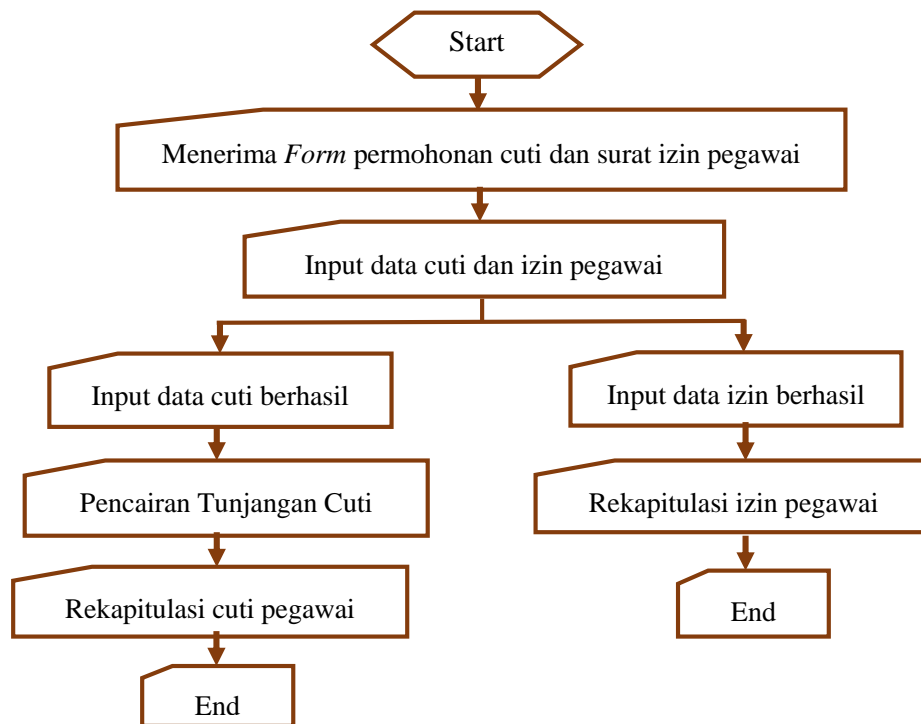 Start
Menerima Form permohonan cuti dan surat izin pegawai
Input data cuti dan izin pegawai
Input data cuti berhasil
Input data izin berhasil
Pencairan Tunjangan Cuti
Rekapitulasi izin pegawai
Rekapitulasi cuti pegawai
End
End